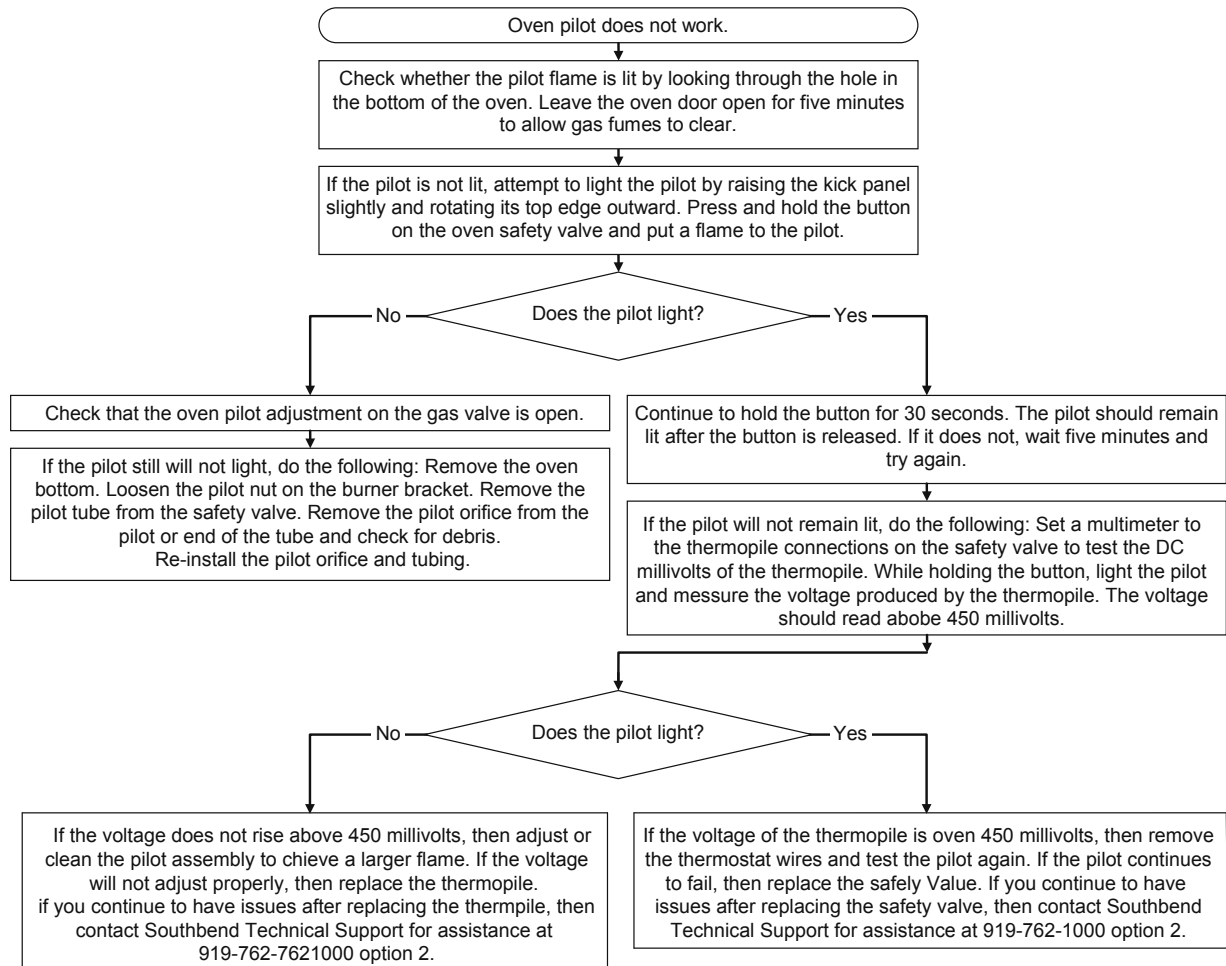 Oven pilot does not work.
Check whether the pilot flame is lit by looking through the hole in
the bottom of the oven. Leave the oven door open for five minutes
to allow gas fumes to clear.
If the pilot is not lit, attempt to light the pilot by raising the kick panel
slightly and rotating its top edge outward. Press and hold the button
on the oven safety valve and put a flame to the pilot.
Does the pilot light?
No
Yes
Check that the oven pilot adjustment on the gas valve is open.
If the pilot still will not light, do the following: Remove the oven
bottom. Loosen the pilot nut on the burner bracket. Remove the
pilot tube from the safety valve. Remove the pilot orifice from the
pilot or end of the tube and check for debris.
Re-install the pilot orifice and tubing.
Continue to hold the button for 30 seconds. The pilot should remain
lit after the button is released. If it does not, wait five minutes and
try again.
If the pilot will not remain lit, do the following: Set a multimeter to
the thermopile connections on the safety valve to test the DC
millivolts of the thermopile. While holding the button, light the pilot
and messure the voltage produced by the thermopile. The voltage
should read abobe 450 millivolts.
Does the pilot light?
No
Yes
If the voltage does not rise above 450 millivolts, then adjust or
clean the pilot assembly to chieve a larger flame. If the voltage
will not adjust properly, then replace the thermopile.
if you continue to have issues after replacing the thermpile, then
contact Southbend Technical Support for assistance at
919-762-7621000 option 2.
If the voltage of the thermopile is oven 450 millivolts, then remove
the thermostat wires and test the pilot again. If the pilot continues
to fail, then replace the safely Value. If you continue to have
issues after replacing the safety valve, then contact Southbend
Technical Support for assistance at 919-762-1000 option 2.